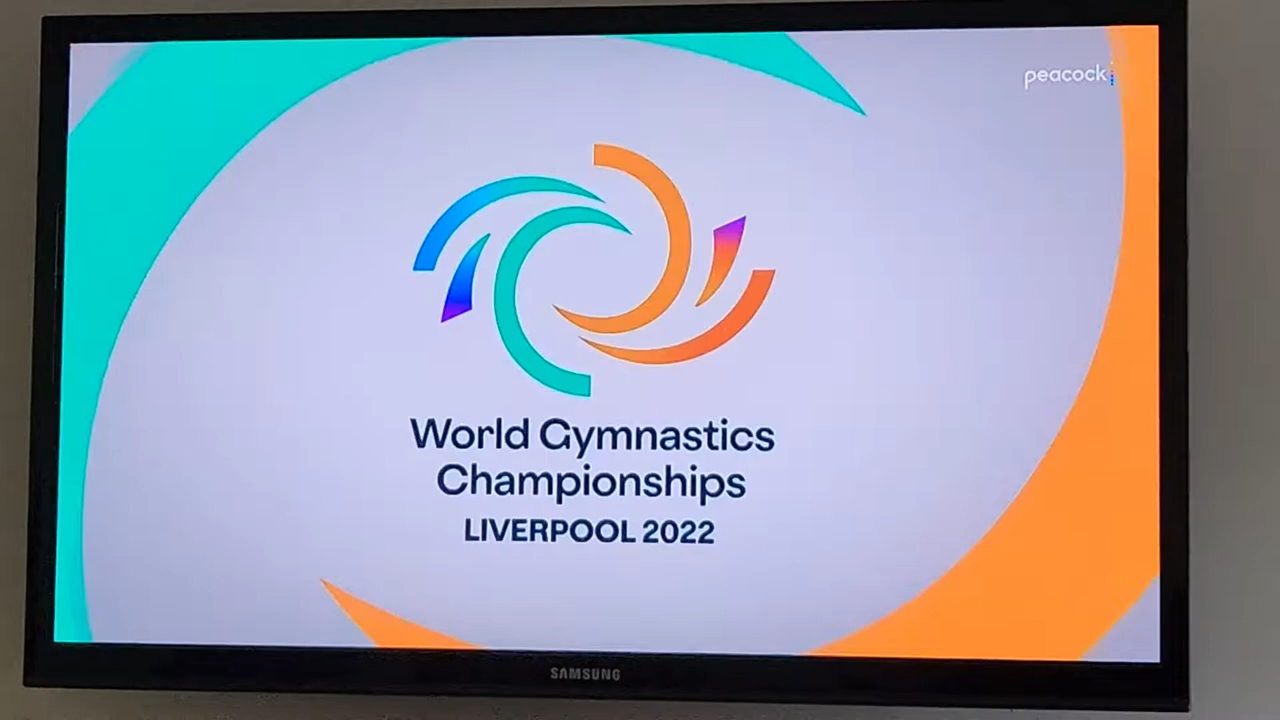 peacock
World Gymnastics
Championships
LIVERPOOL 2022
SAMSUNG